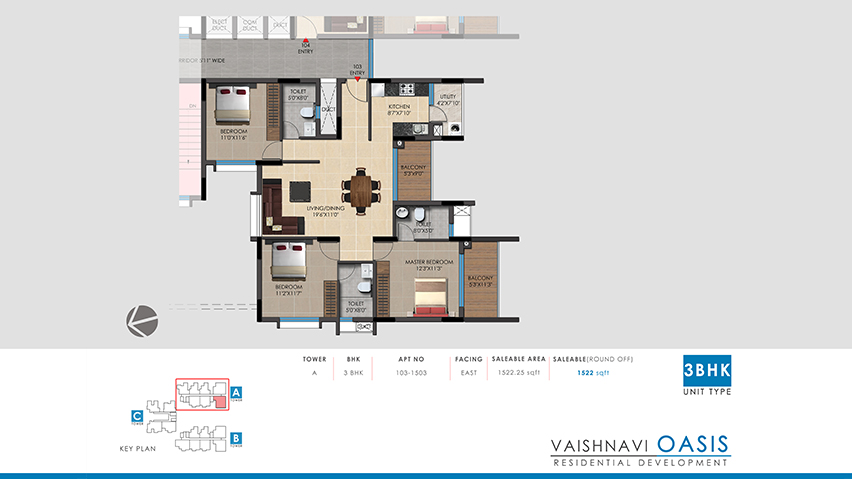 ELECT
DUCT
COM
DUCT
DUCT
104
ENTRY
RIDOR 5'11" WIDE
103
ENTRY
TOILET
5'0"X8'0"
DUCT
KITCHEN
8'7"X7'10"
UTILITY
4'2"X7'10"
BEDROOM
11'0"X11'6"
DN
BALCONY
5'3"X9'0"
LIVING/DINING
19'6"X11'0"
TOILET
8'0"X5'0"
MASTER BEDROOM
12'3"X11'3"
BALCONY
5'3"X11'3"
BEDROOM
11'2"X11'7"
TOILET
5'0"X8'0"
TOWER BHK APT NO FACING SALEABLE AREA SALEABLE(ROUND OFF)
A 3 BHK 103-1503 EAST 1522.25 sqft 1522 sqft
3BHK
UNIT TYPE
A
TOWER
C
TOWER
B
TOWER
KEY PLAN
VAISHNAVI OASIS
RESIDENTIAL DEVELOPMENT